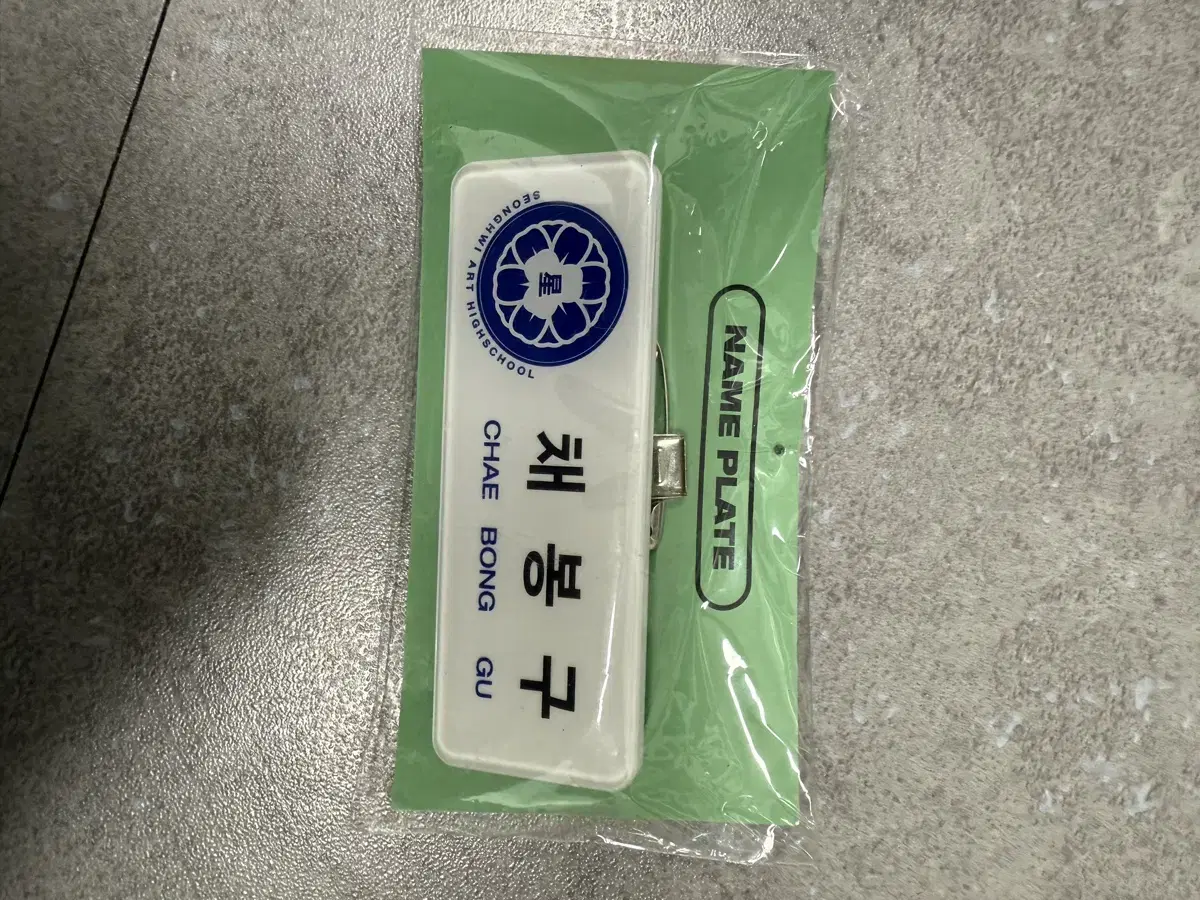 NAME PLATE
SEONGHWI ART HIGHSCHOOL
星
채 봉 구
CHAE BONG GU